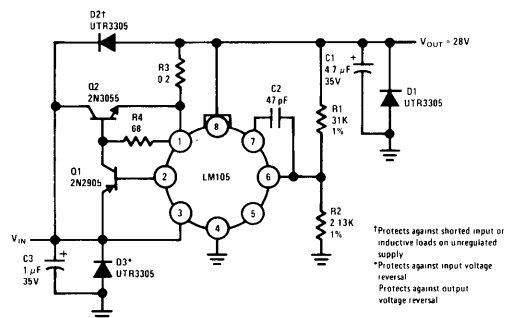 D2†
UTR3305
VOUT = 28V
R3
0 2
C1
4 7 µF
35V
+
D1
UTR3305
Q2
2N3055
R4
68
C2
47 pF
R1
31K
1%
1
8
7
Q1
2N2905
2
LM105
6
3
4
5
R2
2 13K
1%
VIN
C3
1 µF
35V
+
D3*
UTR3305
†Protects against shorted input or
inductive loads on unregulated
supply
*Protects against input voltage
reversal
Protects against output
voltage reversal